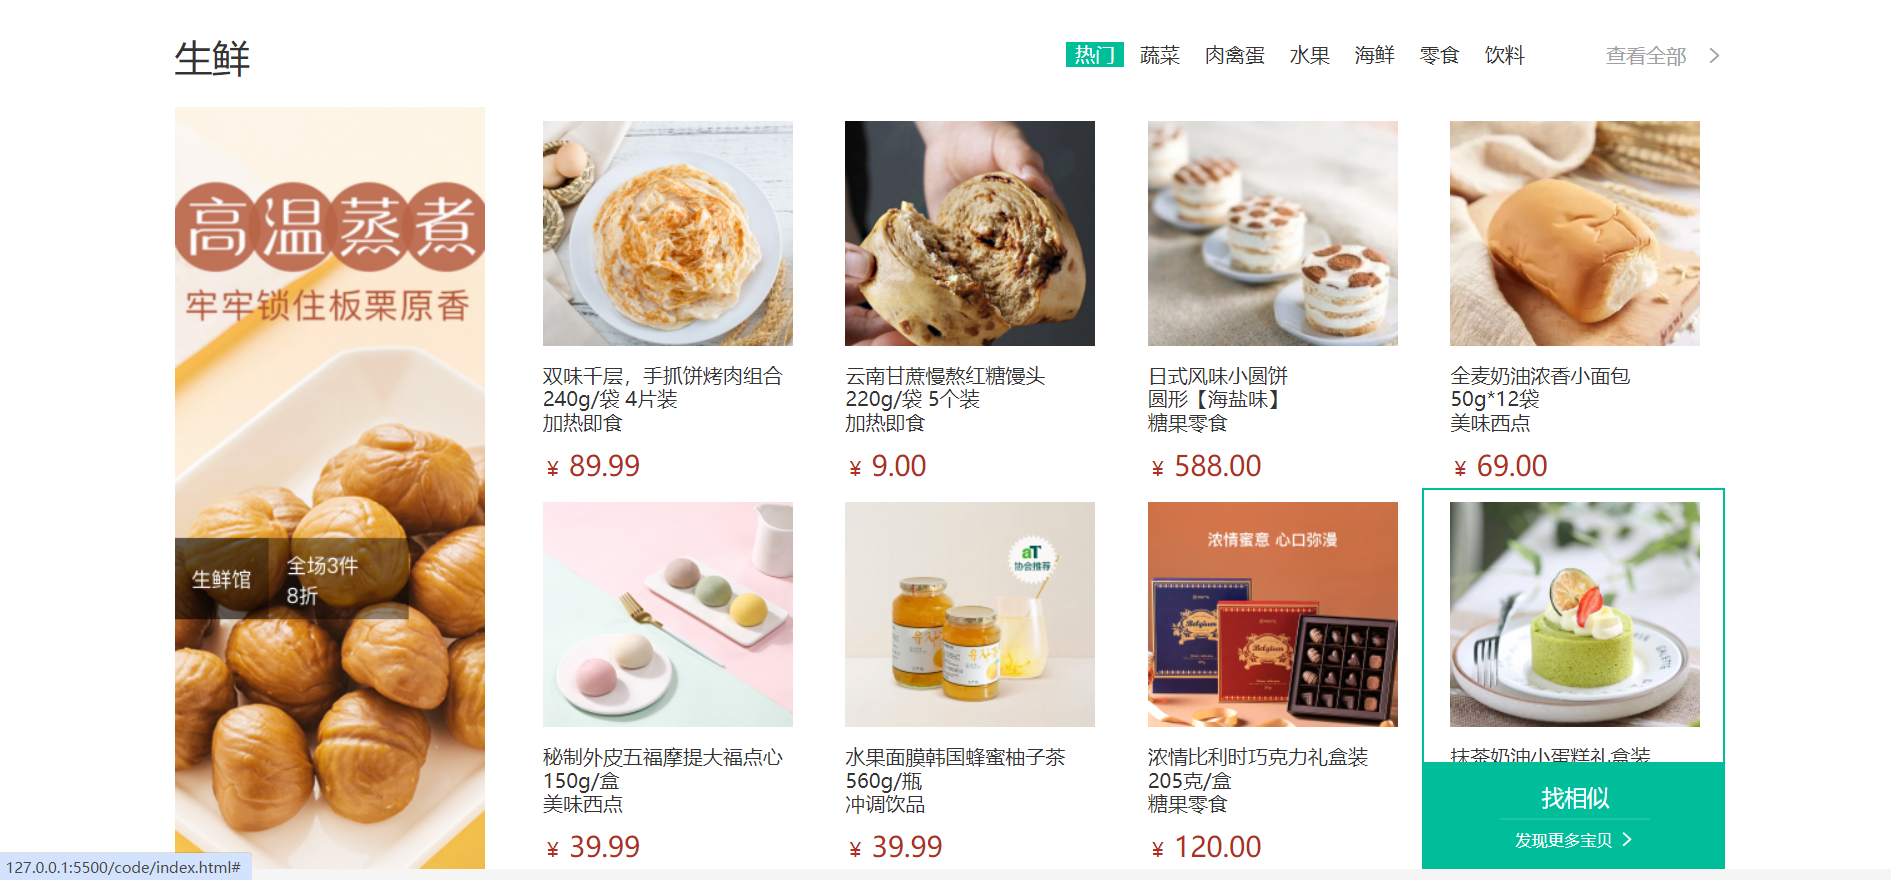 生鲜
热门 蔬菜 肉禽蛋 水果 海鲜 零食 饮料 查看全部 >
高温蒸煮
牢牢锁住板栗原香
生鲜馆
全场3件
8折
双味千层，手抓饼烤肉组合
240g/袋 4片装
加热即食
¥ 89.99
云南甘蔗慢熬红糖馒头
220g/袋 5个装
加热即食
¥ 9.00
日式风味小圆饼
圆形【海盐味】
糖果零食
¥ 588.00
全麦奶油浓香小面包
50g*12袋
美味西点
¥ 69.00
秘制外皮五福摩提大福点心
150g/盒
美味西点
¥ 39.99
aT
协会推荐
水果面膜韩国蜂蜜柚子茶
560g/瓶
冲调饮品
¥ 39.99
浓情蜜意 心口弥漫
Belgium
Belgium
浓情比利时巧克力礼盒装
205克/盒
糖果零食
¥ 120.00
抹茶奶油小蛋糕礼盒装
找相似
发现更多宝贝 >
127.0.0.1:5500/code/index.html#